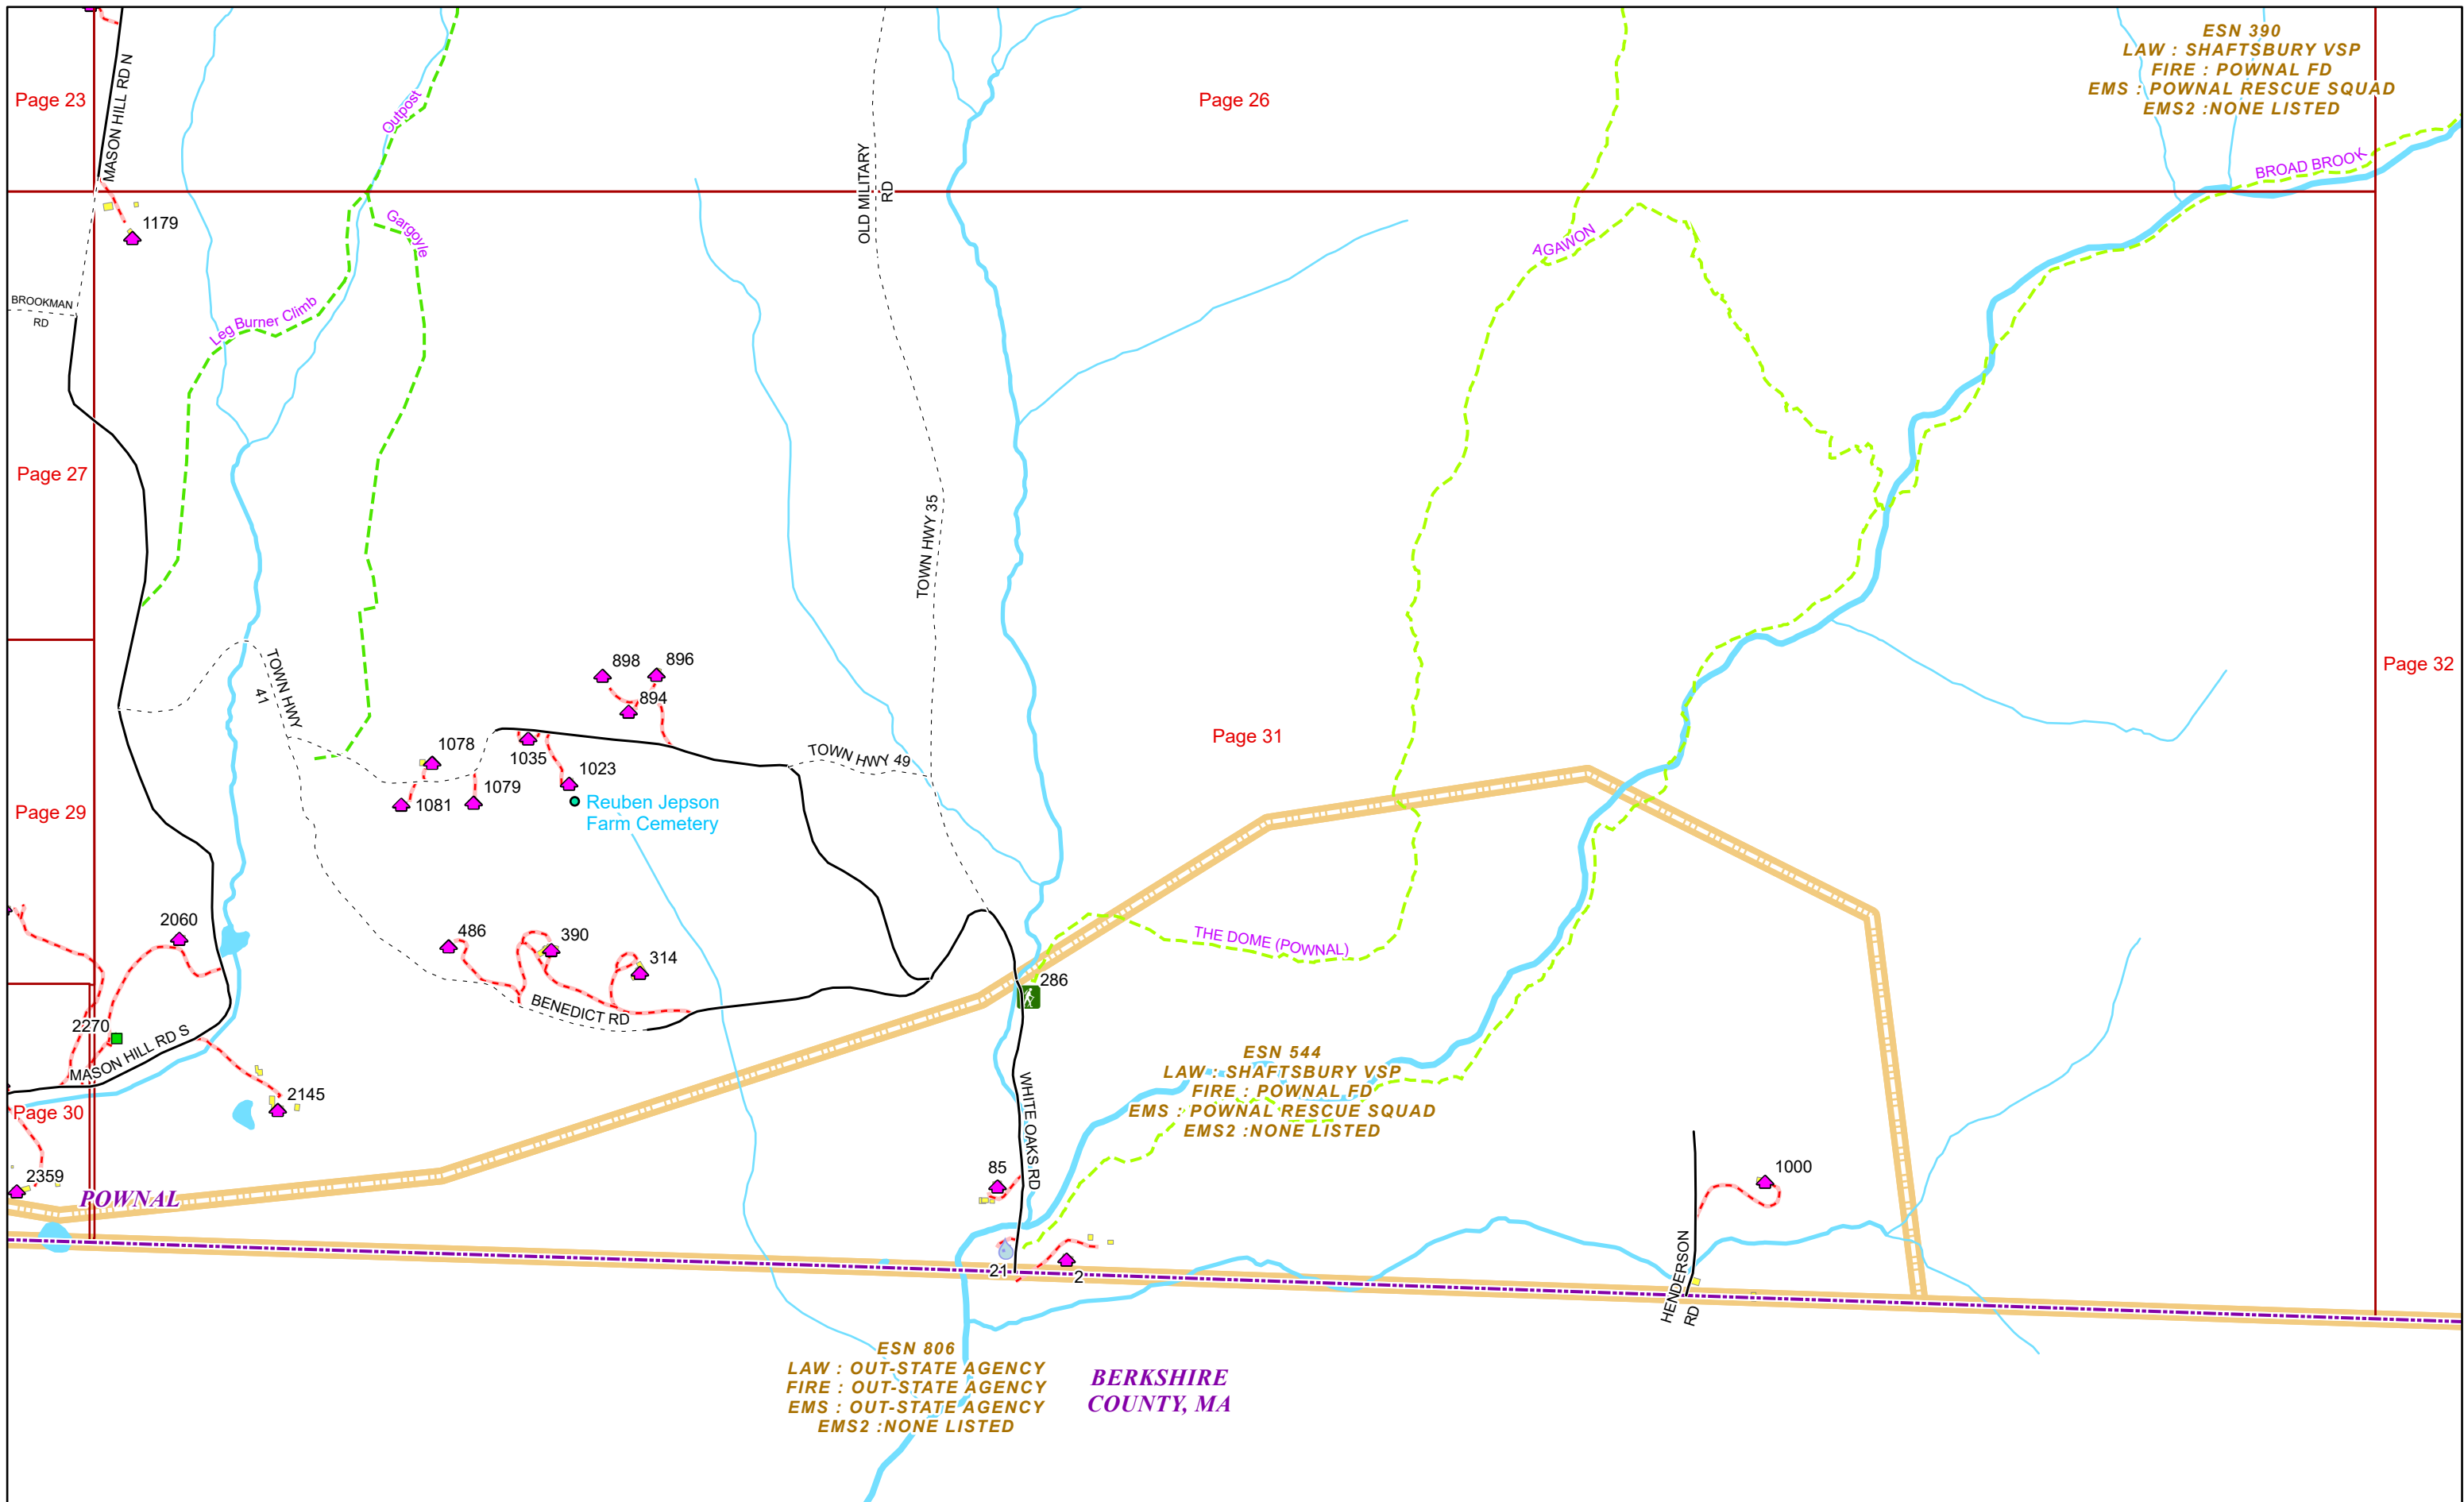 ESN 390
LAW : SHAFTSBURY VSP
FIRE : POWNAL FD
EMS : POWNAL RESCUE SQUAD
EMS2 :NONE LISTED
Page 23
MASON HILL RD N
Outpost
Page 26
BROAD BROOK
OLD MILITARY
RD
1179
Gargoyle
AGAWON
BROOKMAN
RD
Leg Burner Climb
Page 27
TOWN HWY 35
TOWN HWY
41
898
896
894
Page 32
1078
1035
1023
TOWN HWY 49
Page 31
1079
1081
Reuben Jepson
Farm Cemetery
Page 29
2060
486
390
314
THE DOME (POWNAL)
286
BENEDICT RD
2270
MASON HILL RD S
ESN 544
LAW : SHAFTSBURY VSP
FIRE : POWNAL FD
EMS : POWNAL RESCUE SQUAD
EMS2 :NONE LISTED
2145
Page 30
WHITE OAKS RD
2359
POWNAL
85
1000
21
2
HENDERSON
RD
ESN 806
LAW : OUT-STATE AGENCY
FIRE : OUT-STATE AGENCY
EMS : OUT-STATE AGENCY
EMS2 :NONE LISTED
BERKSHIRE
COUNTY, MA